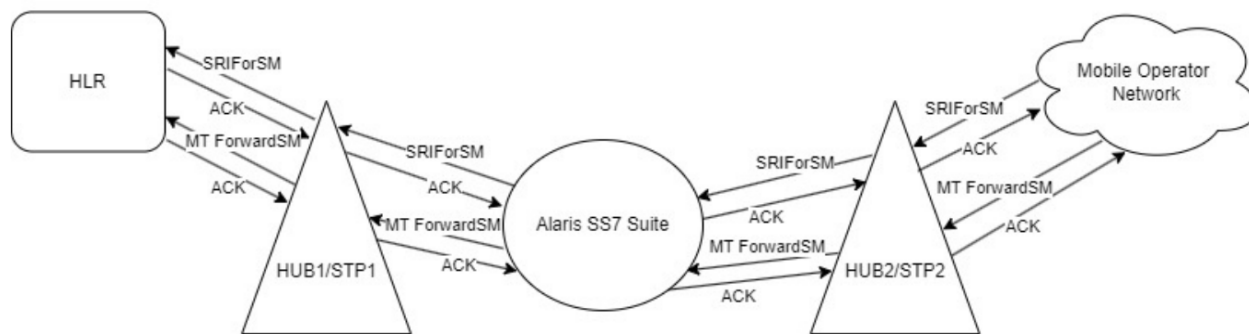 HLR
SRIForSM
ACK
MT ForwardSM
ACK
HUB1/STP1
SRIForSM
ACK
MT ForwardSM
ACK
Alaris SS7 Suite
SRIForSM
ACK
MT ForwardSM
ACK
HUB2/STP2
SRIForSM
ACK
MT ForwardSM
ACK
Mobile Operator
Network